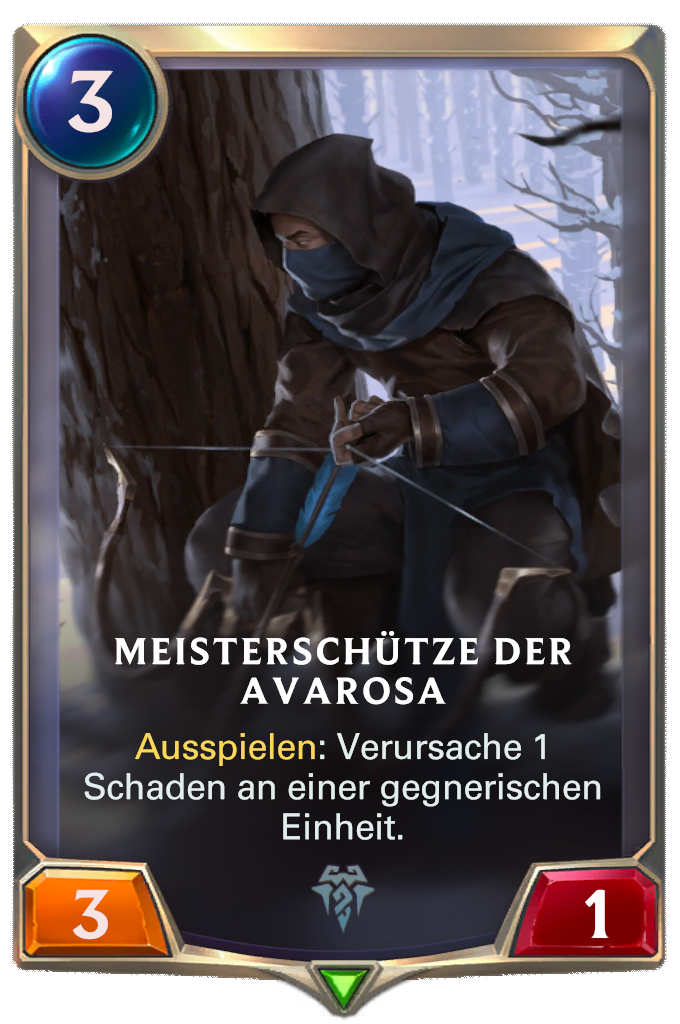 3
MEISTERSCHÜTZE DER
AVAROSA
Ausspielen: Verursache 1
Schaden an einer gegnerischen
Einheit.
3
1